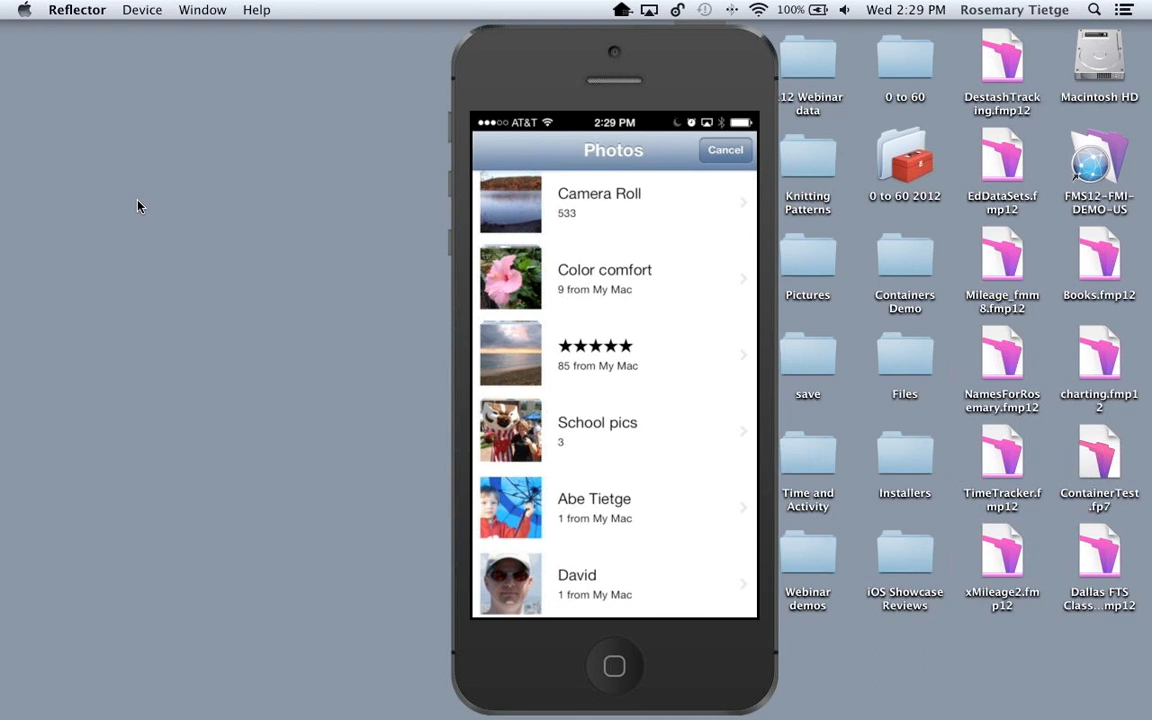 Reflector Device Window Help 100% Wed 2:29 PM Rosemary Tietge
AT&T 2:29 PM
Photos Cancel
Camera Roll
533
Color comfort
9 from My Mac
★★★★★
85 from My Mac
School pics
3
Abe Tietge
1 from My Mac
David
1 from My Mac
12 Webinar
data
0 to 60
DestashTrack
ing.fmp12
Macintosh HD
Knitting
Patterns
0 to 60 2012
EdDataSets.f
mp12
FMS12-FMI-
DEMO-US
Pictures
Containers
Demo
Mileage_fmm
8.fmp12
Books.fmp12
save
Files
NamesForRos
emary.fmp12
charting.fmp1
2
Time and
Activity
Installers
TimeTracker.f
mp12
ContainerTest
.fp7
Webinar
demos
iOS Showcase
Reviews
xMileage2.fm
p12
Dallas FTS
Class...mp12